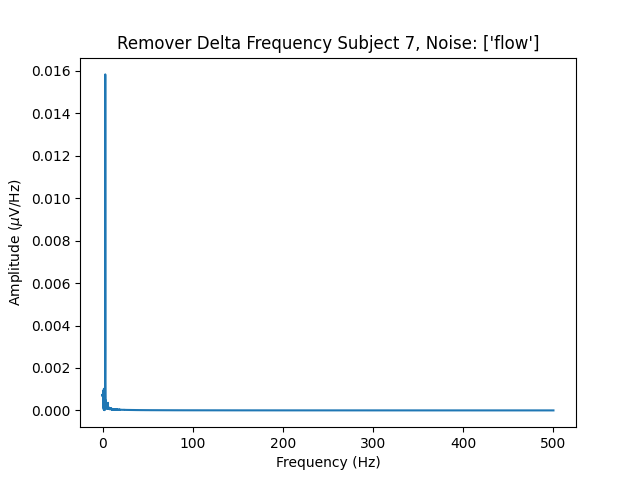 Remover Delta Frequency Subject 7, Noise: ['flow']
0.016
0.014
0.012
0.010
0.008
0.006
0.004
0.002
0.000
Amplitude (μV/Hz)
0 100 200 300 400 500
Frequency (Hz)